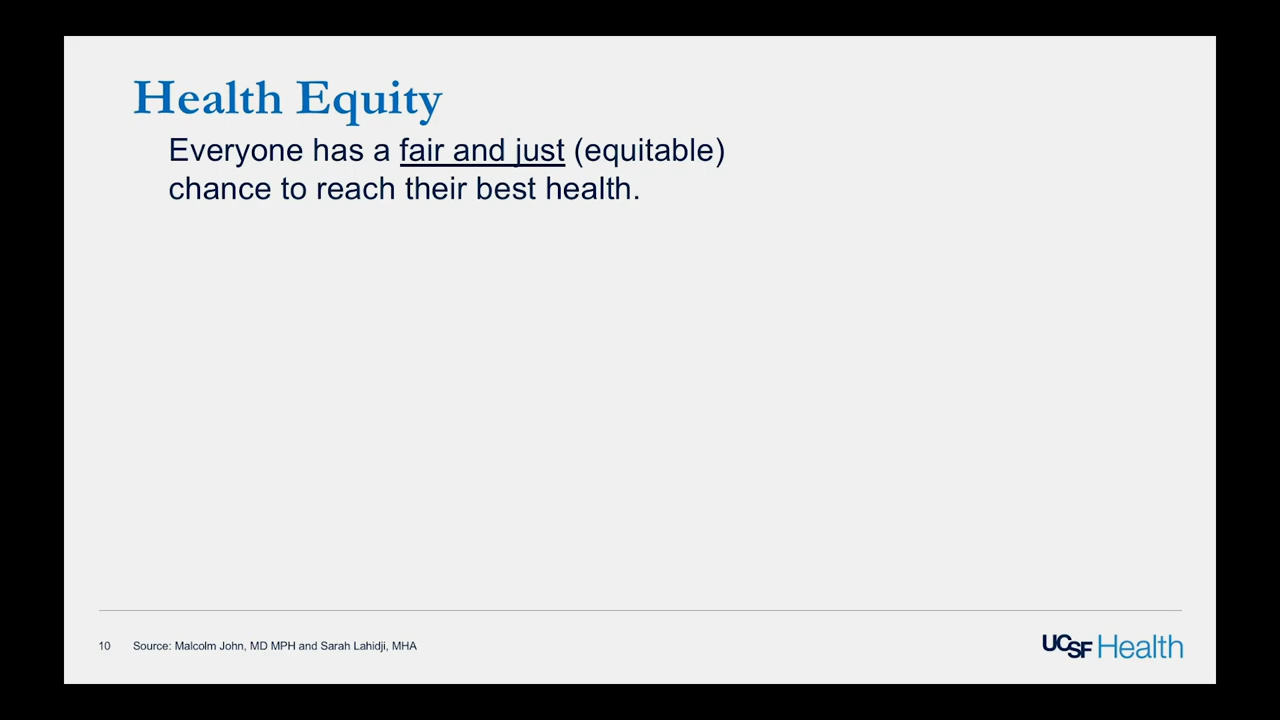 Health Equity
Everyone has a fair and just (equitable)
chance to reach their best health.
10 Source: Malcolm John, MD MPH and Sarah Lahidji, MHA
UCSF Health